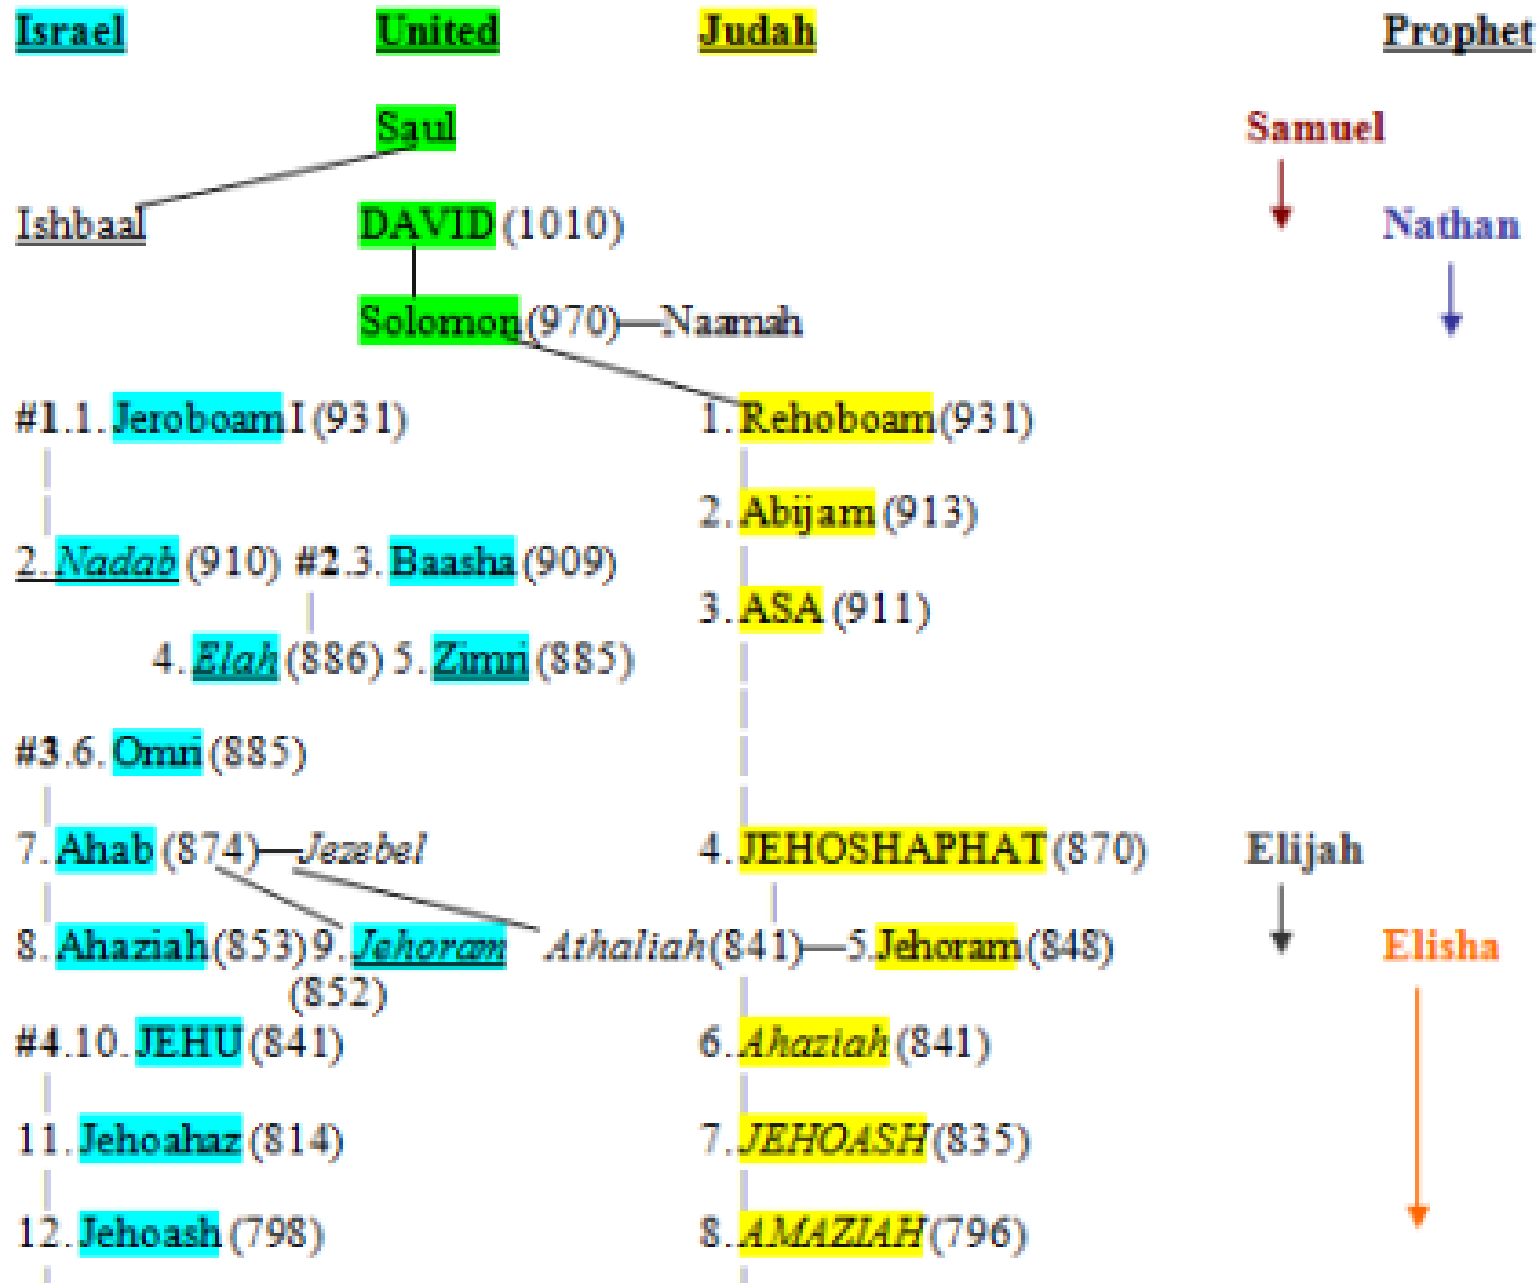 Israel United Judah Prophet
Saul Samuel
Ishbaal DAVID (1010) Nathan
Solomon (970) Naamah
#1.1. Jeroboam I (931) 1. Rehoboam (931)
2. Abijam (913)
2. Nadab (910) #2.3. Baasha (909)
3. ASA (911)
4. Elah (886) 5. Zimri (885)
#3.6. Omri (885)
7. Ahab (874) Jezebel 4. JEHOSHAPHAT (870) Elijah
8. Ahaziah (853) 9. Jehoram Athaliah (841) 5. Jehoram (848) Elisha
(852)
#4.10. JEHU (841) 6. Ahaziah (841)
11. Jehoahaz (814) 7. JEHOASH (835)
12. Jehoash (798) 8. AMAZIAH (796)